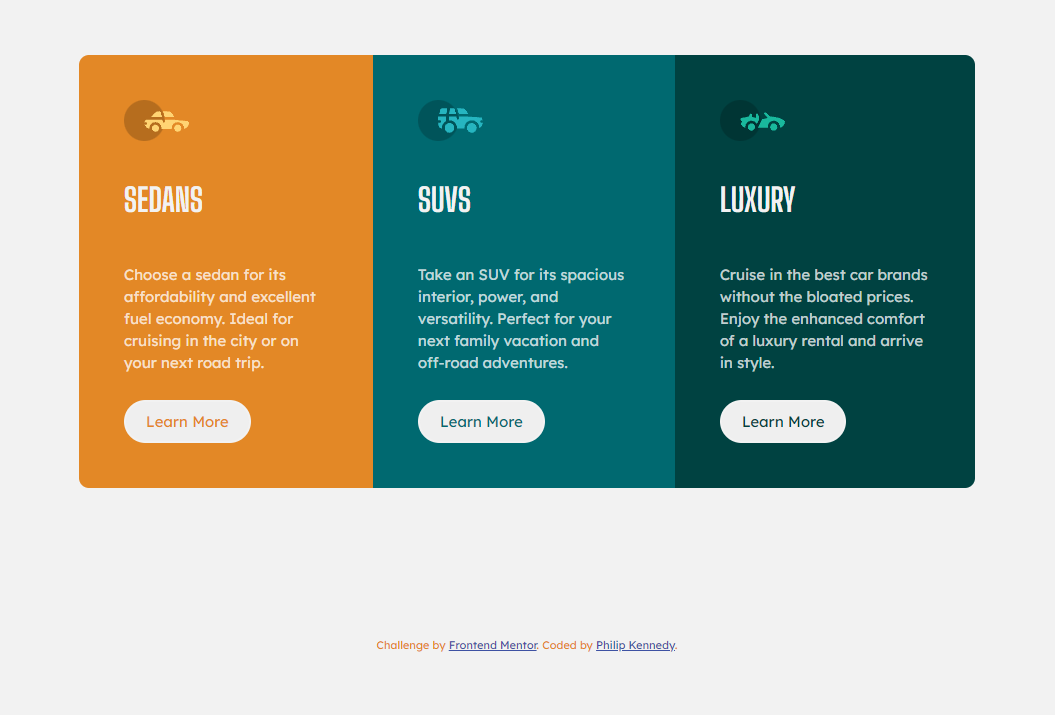 SEDANS
Choose a sedan for its
affordability and excellent
fuel economy. Ideal for
cruising in the city or on
your next road trip.
Learn More
SUVS
Take an SUV for its spacious
interior, power, and
versatility. Perfect for your
next family vacation and
off-road adventures.
Learn More
LUXURY
Cruise in the best car brands
without the bloated prices.
Enjoy the enhanced comfort
of a luxury rental and arrive
in style.
Learn More
Challenge by Frontend Mentor. Coded by Philip Kennedy.